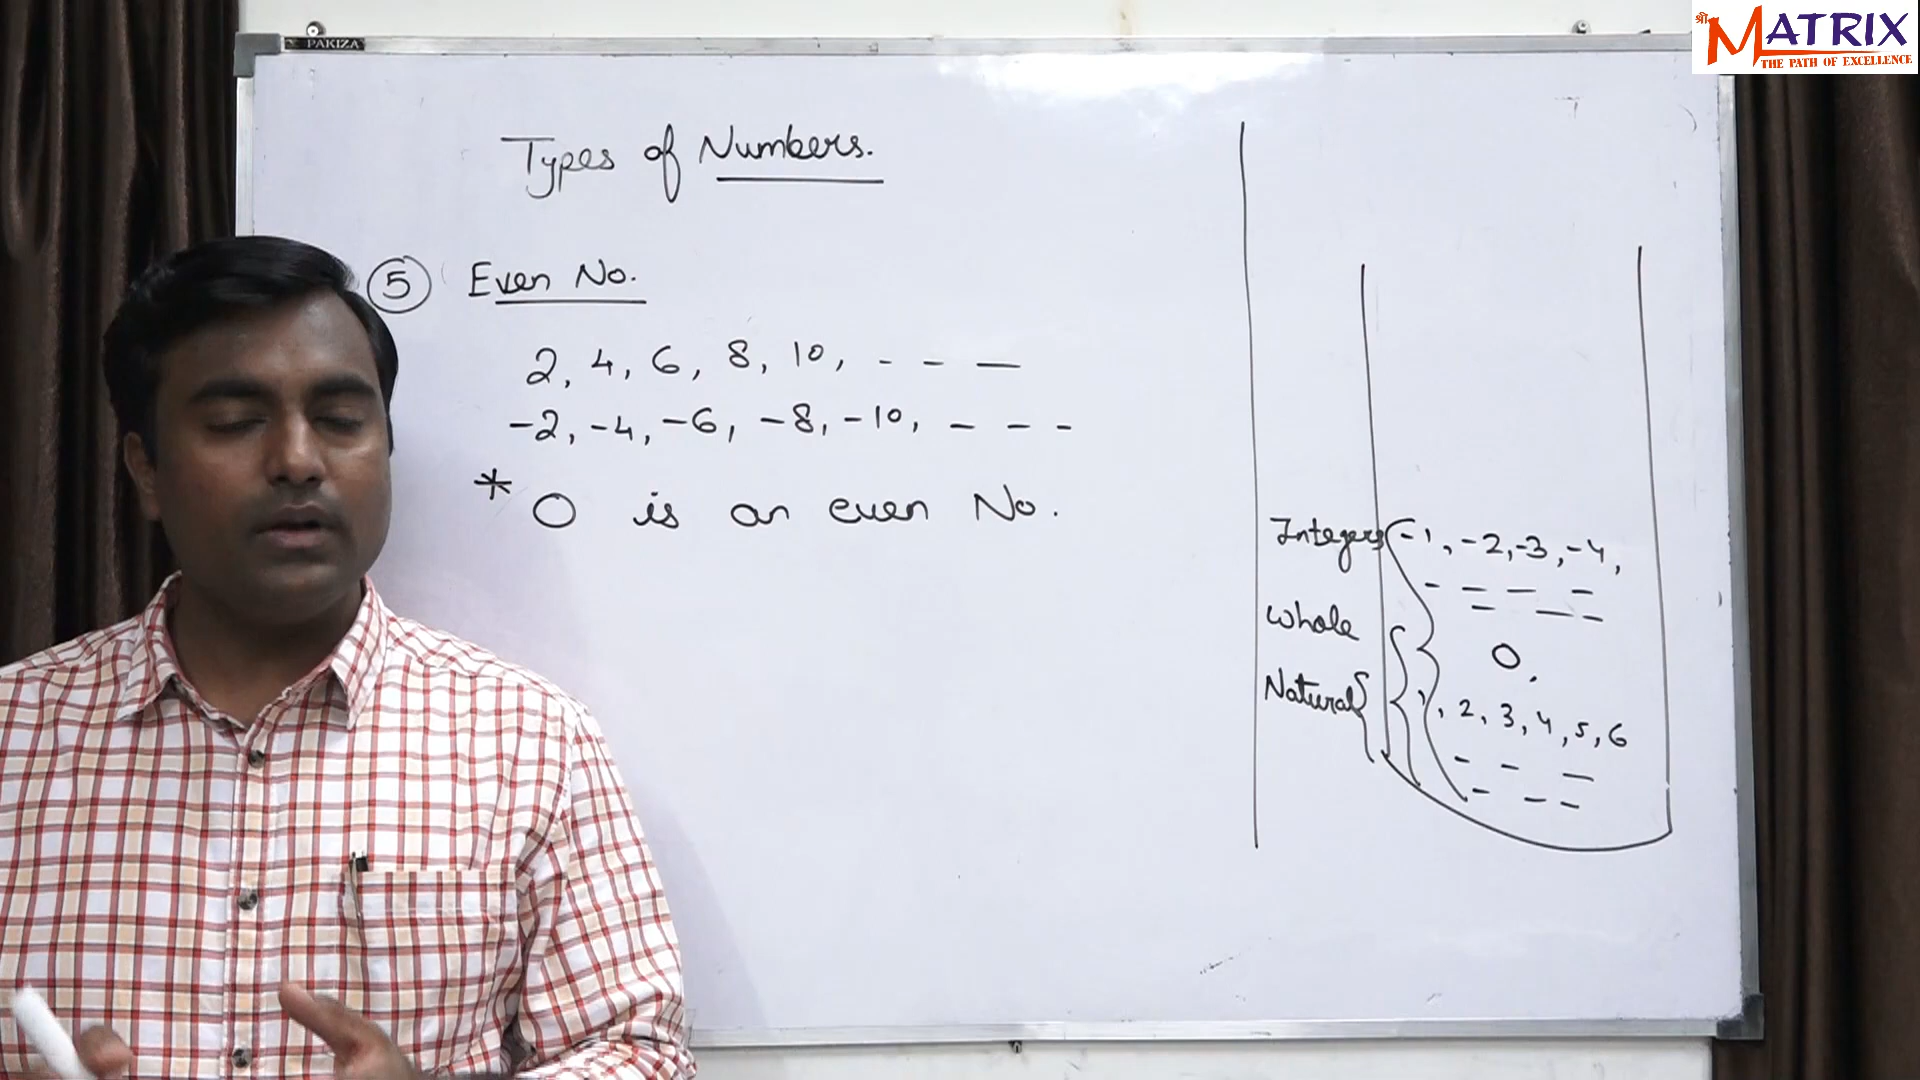 PAKIZA
श्री MATRIX
THE PATH OF EXCELLENCE
Types of Numbers.
5 Even No.
2, 4, 6, 8, 10, - - —
-2, -4, -6, -8, -10, - - -
* 0 is an even No.
Integers -1, -2, -3, -4,
- - - -
- - -
Whole
0,
Natural 1, 2, 3, 4, 5, 6
- - —
- - -